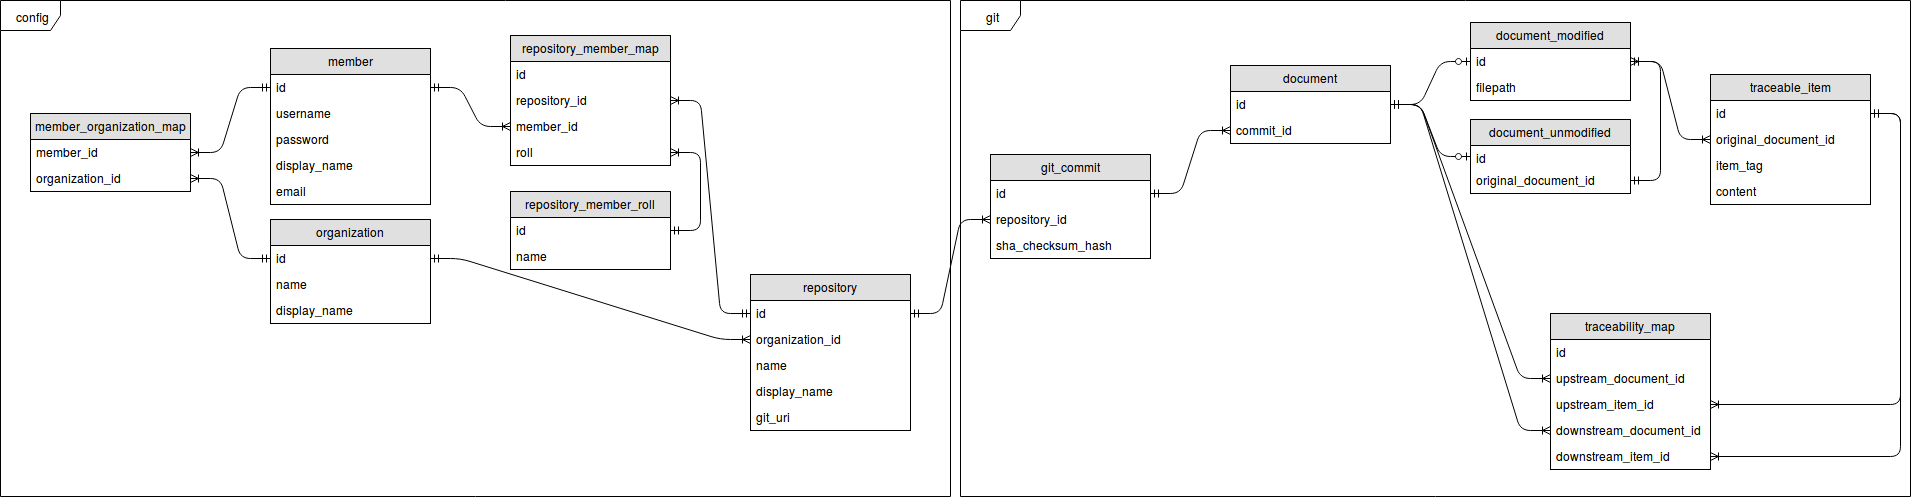 config
member_organization_map
member_id
organization_id
member
id
username
password
display_name
email
organization
id
name
display_name
repository_member_map
id
repository_id
member_id
roll
repository_member_roll
id
name
repository
id
organization_id
name
display_name
git_uri
git
git_commit
id
repository_id
sha_checksum_hash
document
id
commit_id
document_modified
id
filepath
document_unmodified
id
original_document_id
traceable_item
id
original_document_id
item_tag
content
traceability_map
id
upstream_document_id
upstream_item_id
downstream_document_id
downstream_item_id